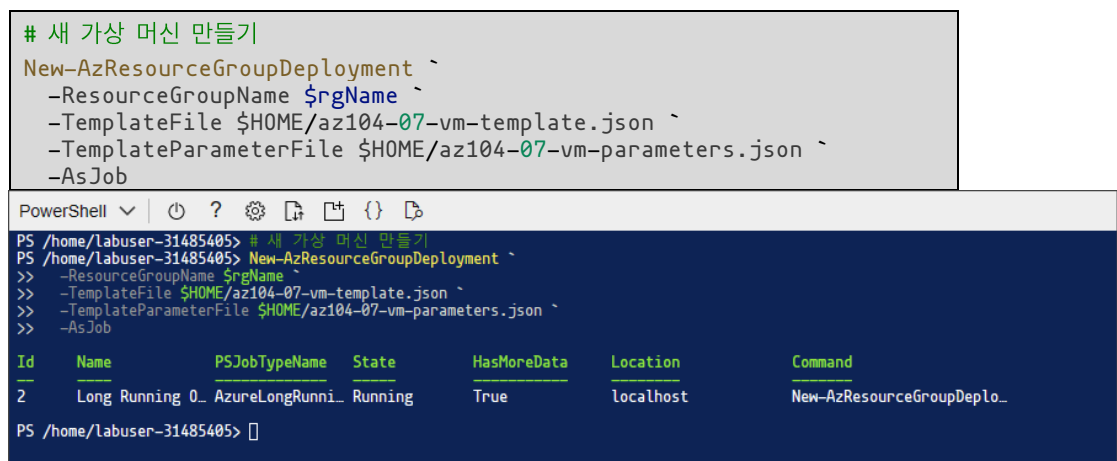 # 새 가상 머신 만들기
New-AzResourceGroupDeployment `
-ResourceGroupName $rgName `
-TemplateFile $HOME/az104-07-vm-template.json `
-TemplateParameterFile $HOME/az104-07-vm-parameters.json `
-AsJob
PowerShell
PS /home/labuser-31485405> # 새 가상 머신 만들기
PS /home/labuser-31485405> New-AzResourceGroupDeployment `
>> -ResourceGroupName $rgName `
>> -TemplateFile $HOME/az104-07-vm-template.json `
>> -TemplateParameterFile $HOME/az104-07-vm-parameters.json `
>> -AsJob
Id Name PSJobTypeName State HasMoreData Location Command
-- ---- ------------- ----- ----------- -------- -------
2 Long Running O… AzureLongRunni… Running True localhost New-AzResourceGroupDeplo…
PS /home/labuser-31485405>